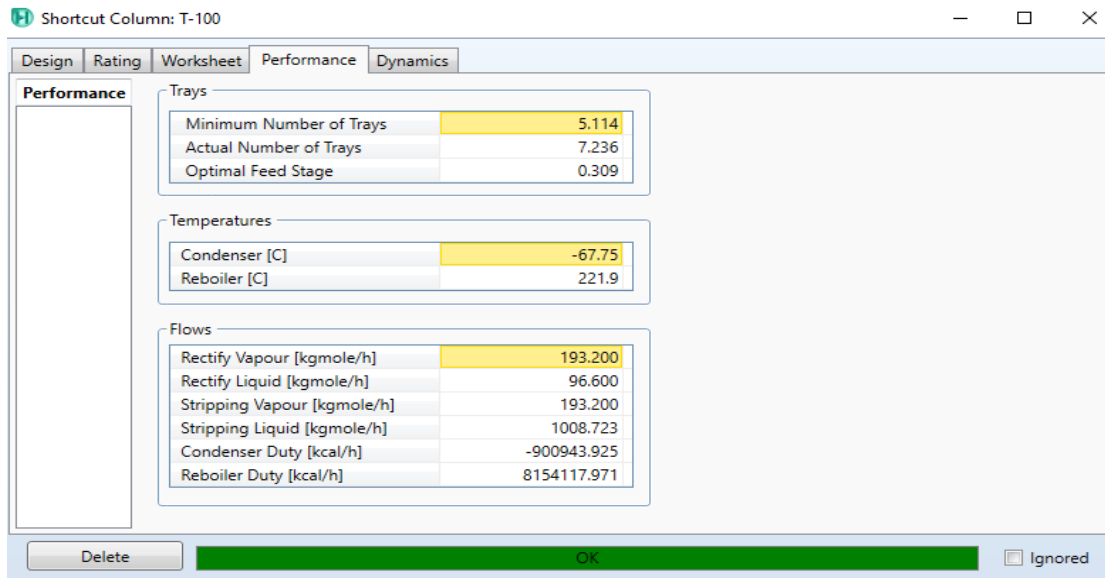 Shortcut Column: T-100
Design Rating Worksheet Performance Dynamics
Performance
Trays
Minimum Number of Trays 5.114
Actual Number of Trays 7.236
Optimal Feed Stage 0.309
Temperatures
Condenser [C] -67.75
Reboiler [C] 221.9
Flows
Rectify Vapour [kgmole/h] 193.200
Rectify Liquid [kgmole/h] 96.600
Stripping Vapour [kgmole/h] 193.200
Stripping Liquid [kgmole/h] 1008.723
Condenser Duty [kcal/h] -900943.925
Reboiler Duty [kcal/h] 8154117.971
Delete OK Ignored